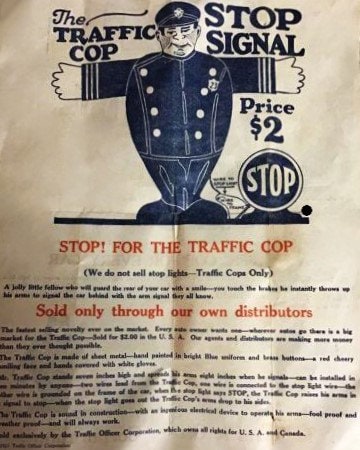 The TRAFFIC COP
STOP SIGNAL
Price
$2
23
WIRE TO
STOP LIGHT
STOP
STOP! FOR THE TRAFFIC COP
(We do not sell stop lights—Traffic Cops Only)
A jolly little fellow who will guard the rear of your car with a smile—you touch the brakes he instantly throws up
his arms to signal the car behind with the arm signal they all know.
Sold only through our own distributors
The fastest selling novelty ever on the market. Every auto owner wants one—wherever autos go there is a big
market for the Traffic Cop—Sold for $2.00 in the U. S. A. Our agents and distributors are making more money
than they ever thought possible.
The Traffic Cop is made of sheet metal—hand painted in bright Blue uniform and brass buttons—a red cheery
smiling face and hands covered with white gloves.
Mr. Traffic Cop stands seven inches high and spreads his arms eight inches when he signals—can be installed in
minutes by anyone—two wires lead from the Traffic Cop, one wire is connected to the stop light wire—the
other wire is grounded on the frame of the car, when the stop light says STOP, the Traffic Cop raises his arms in
signal to stop—when the stop light goes out the Traffic Cop's arms drop to his sides.
The Traffic Cop is sound in construction—with an ingenious electrical device to operate his arms—fool proof and
weather proof—and will always work.
Sold exclusively by the Traffic Officer Corporation, which owns all rights for U. S. A. and Canada.
Traffic Officer Corporation